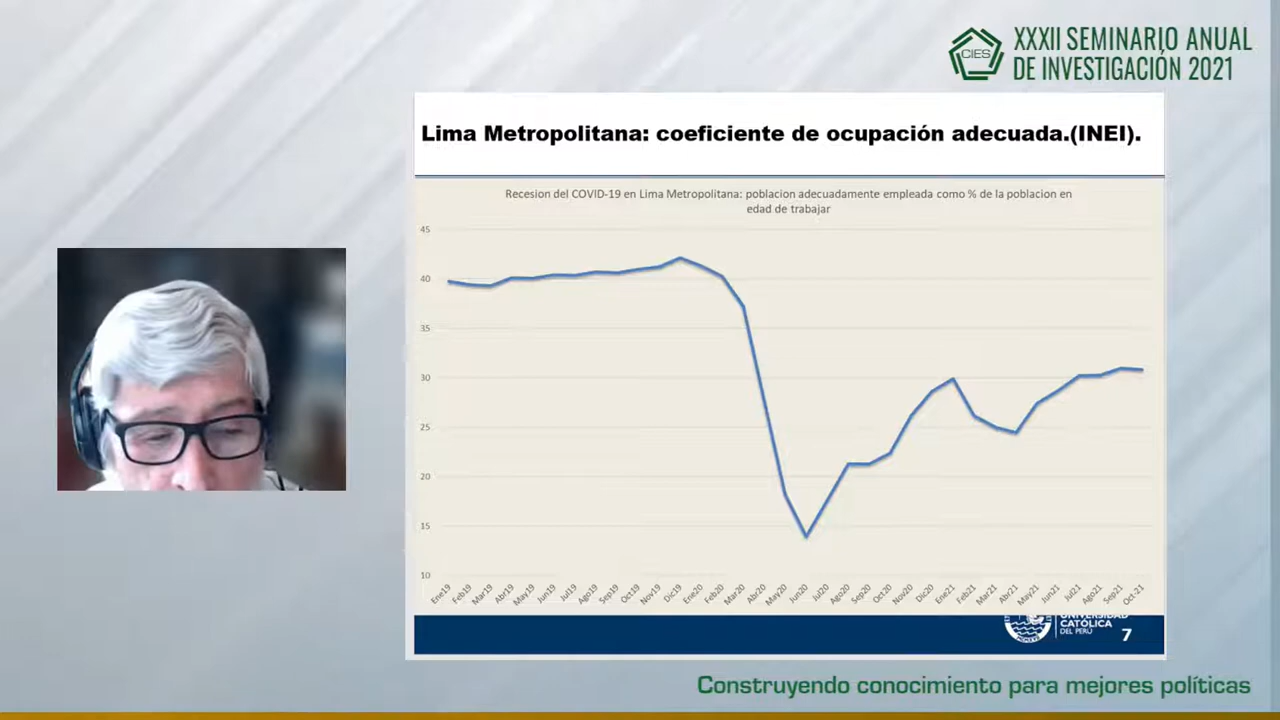 CIES
XXXII SEMINARIO ANUAL
DE INVESTIGACIÓN 2021
Lima Metropolitana: coeficiente de ocupación adecuada.(INEI).
Recesion del COVID-19 en Lima Metropolitana: poblacion adecuadamente empleada como % de la poblacion en
edad de trabajar
45
40
35
30
25
20
15
10
Ene19 Feb19 Mar19 Abr19 May19 Jun19 Jul19 Ago19 Sep19 Oct19 Nov19 Dic19 Ene20 Feb20 Mar20 Abr20 May20 Jun20 Jul20 Ago20 Sep20 Oct20 Nov20 Dic20 Ene21 Feb21 Mar21 Abr21 May21 Jun21 Jul21 Ago21 Sep21 Oct-21
UNIVERSIDAD
CATÓLICA
DEL PERÚ
7
Construyendo conocimiento para mejores políticas